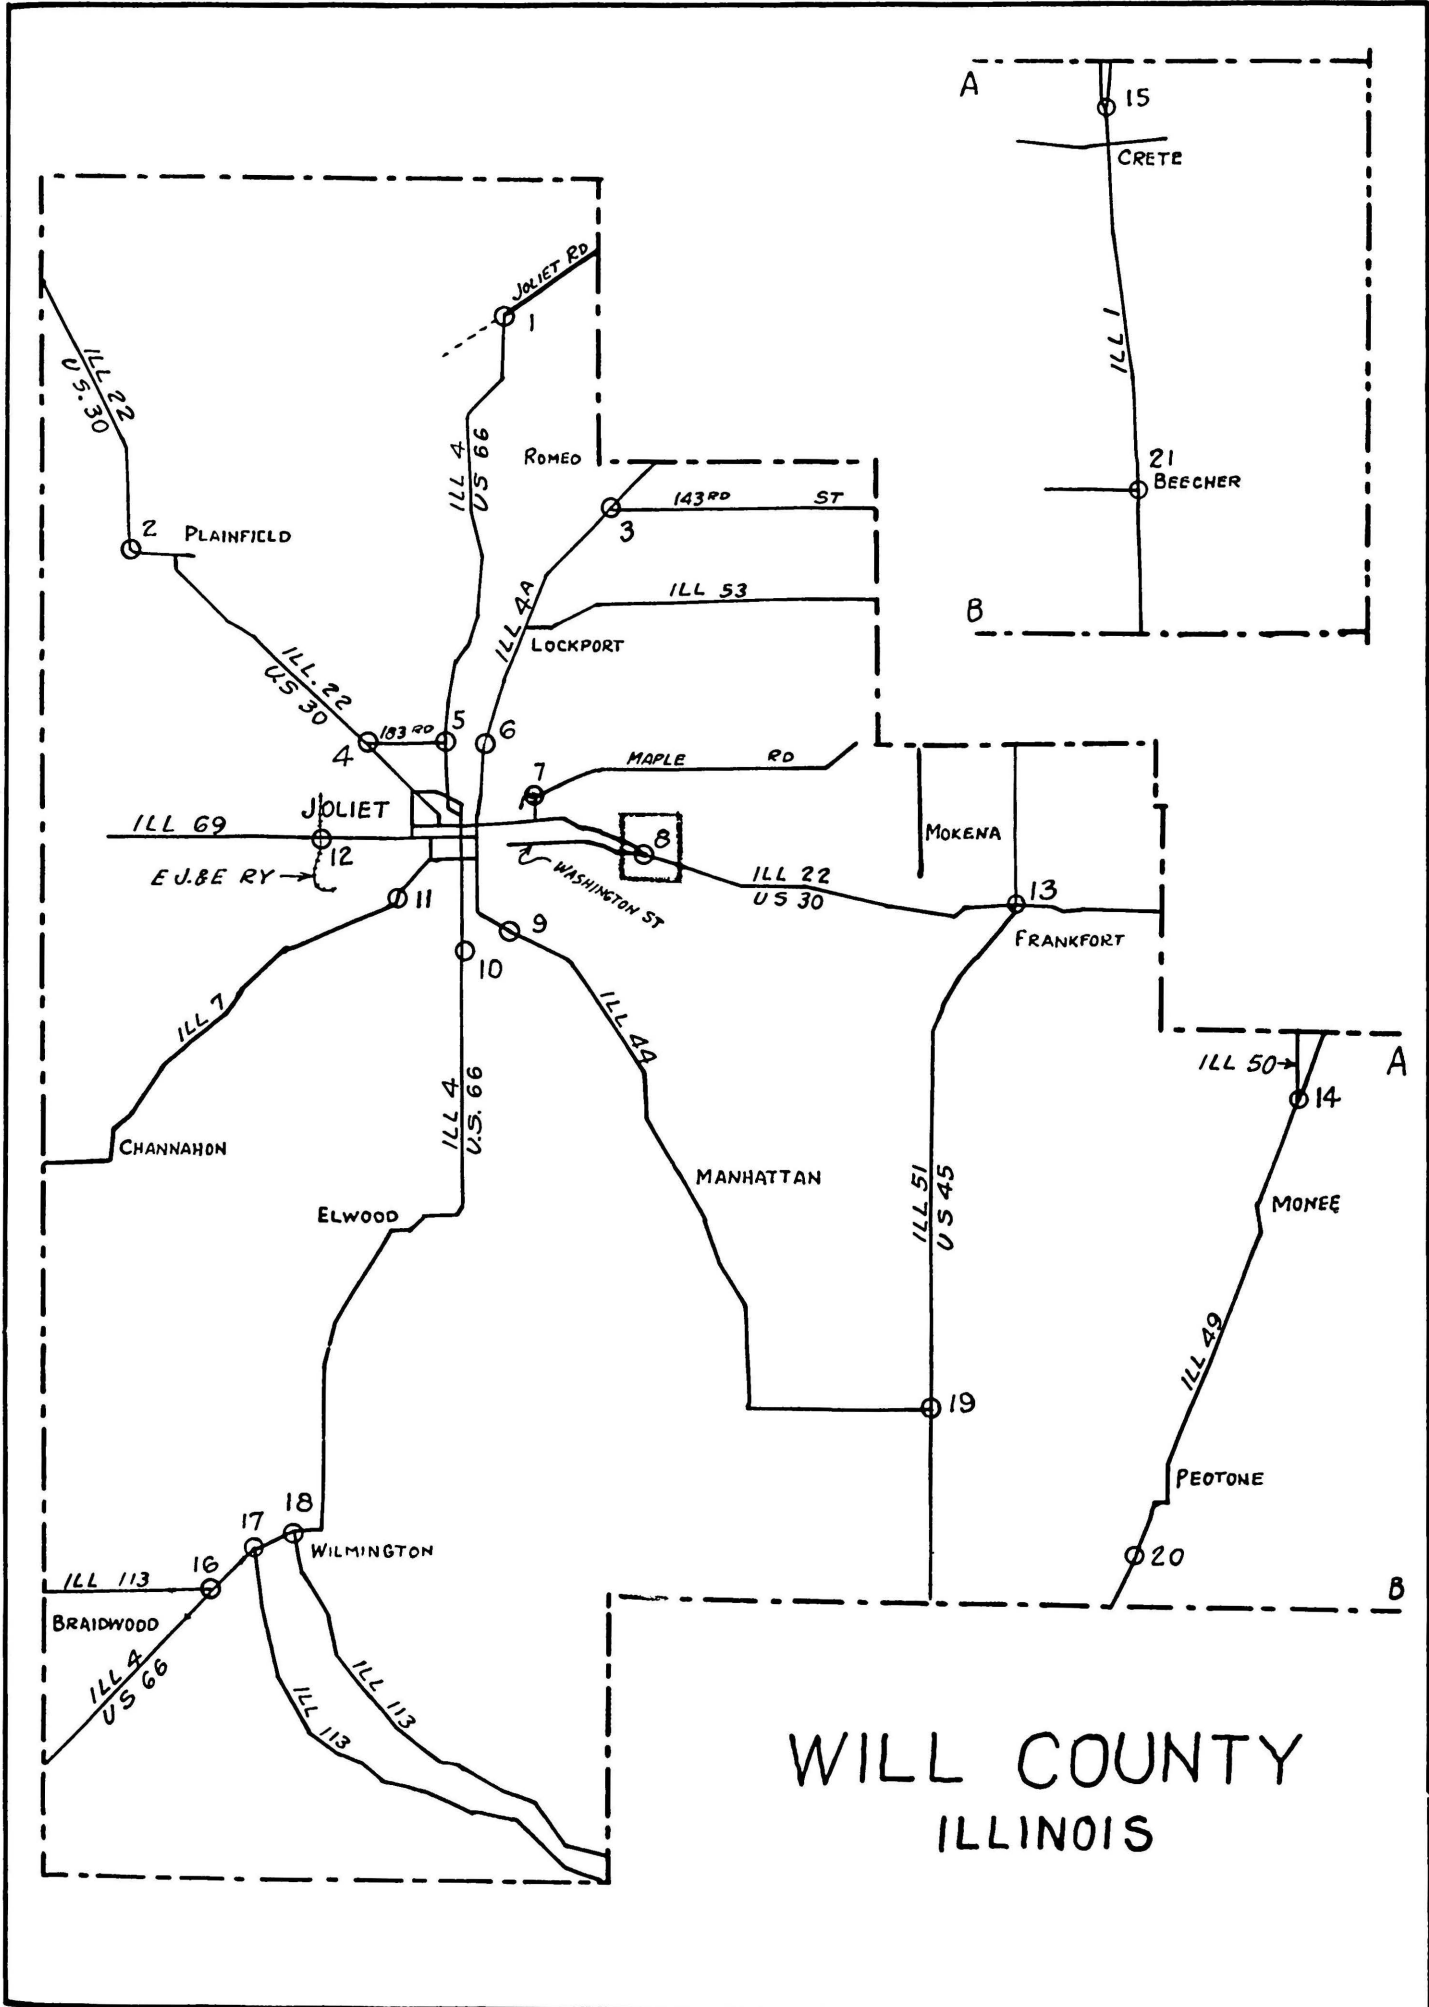 A
15
CRETE
ILL 1
21
BEECHER
B
JOLIET RD
1
ILL 22
U S. 30
ILL 4
US 66
ROMEO
143RD ST
3
2
PLAINFIELD
ILL 4A
ILL 53
LOCKPORT
ILL. 22
U.S 30
183 RD
4
5
6
7
MAPLE RD
JOLIET
ILL 69
12
E J.&E RY
11
8
WASHINGTON ST
MOKENA
ILL 22
US 30
13
FRANKFORT
9
10
ILL 7
ILL 44
ILL 4
U.S. 66
CHANNAHON
ELWOOD
MANHATTAN
ILL 51
U S 45
ILL 50
A
14
MONEE
ILL 49
19
PEOTONE
20
B
18
17
WILMINGTON
16
ILL 113
BRAIDWOOD
ILL 4
US 66
ILL 113
ILL 113
WILL COUNTY
ILLINOIS